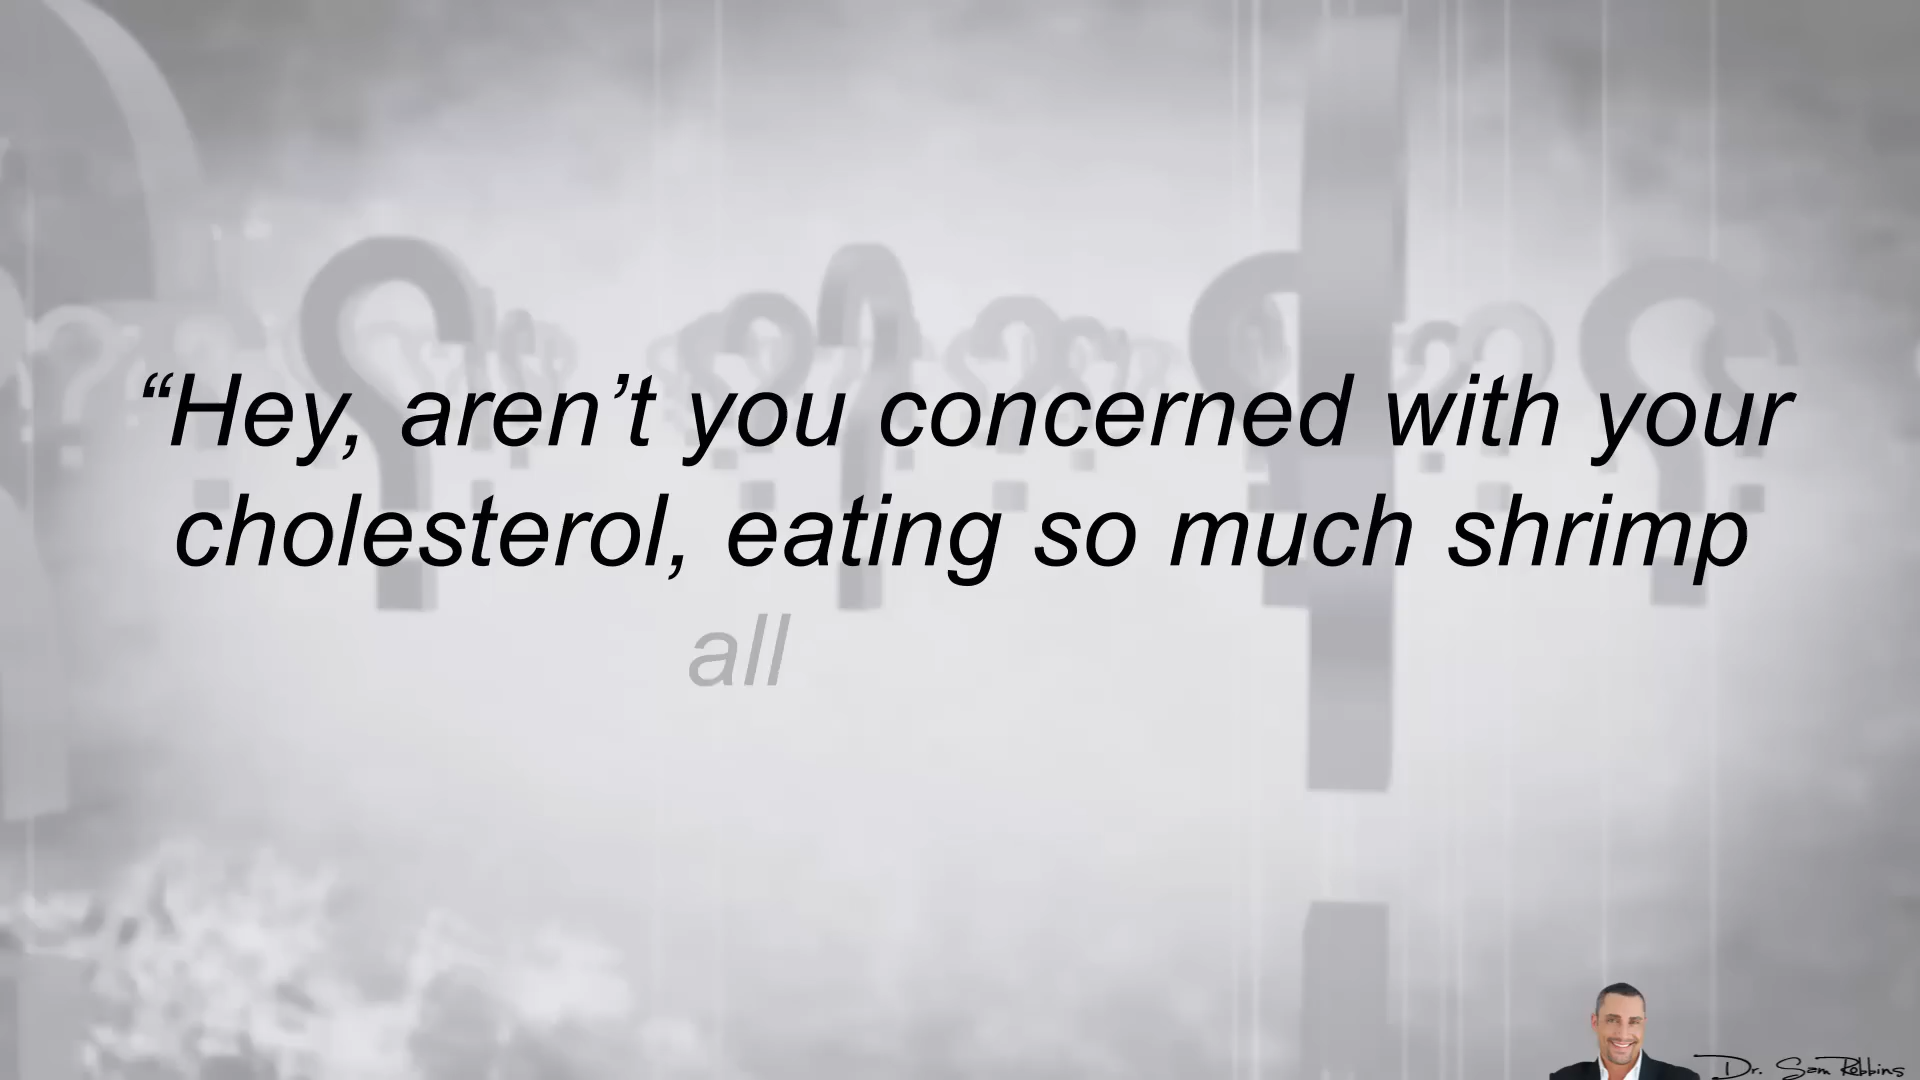 “Hey, aren’t you concerned with your
cholesterol, eating so much shrimp
all
Dr. Sam Robbins